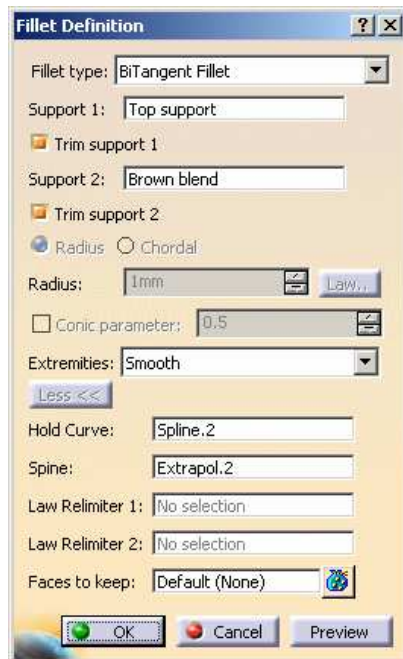 Fillet Definition
Fillet type: BiTangent Fillet
Support 1: Top support
Trim support 1
Support 2: Brown blend
Trim support 2
Radius Chordal
Radius: 1mm Law..
Conic parameter: 0.5
Extremities: Smooth
Less <<
Hold Curve: Spline.2
Spine: Extrapol.2
Law Relimiter 1: No selection
Law Relimiter 2: No selection
Faces to keep: Default (None)
OK Cancel Preview